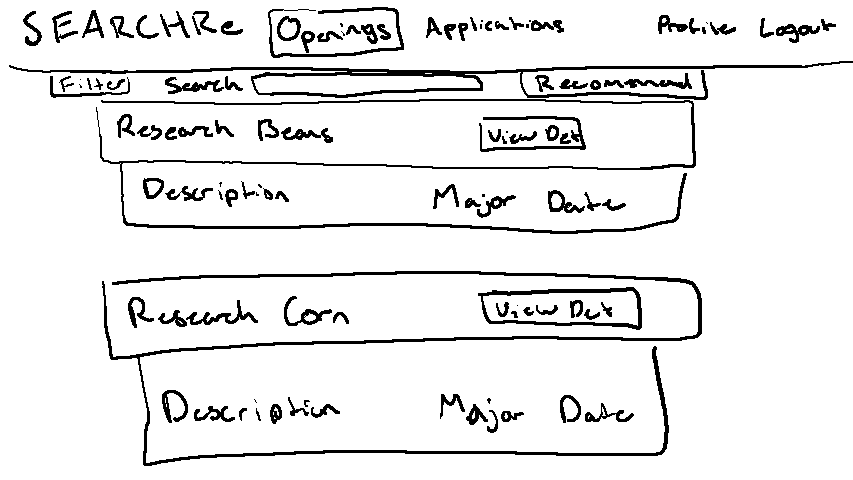 SEARCHRe Openings Applications Profile Logout
Filter Search Recommend
Research Beans View Det
Description Major Date
Research Corn View Det
Description Major Date